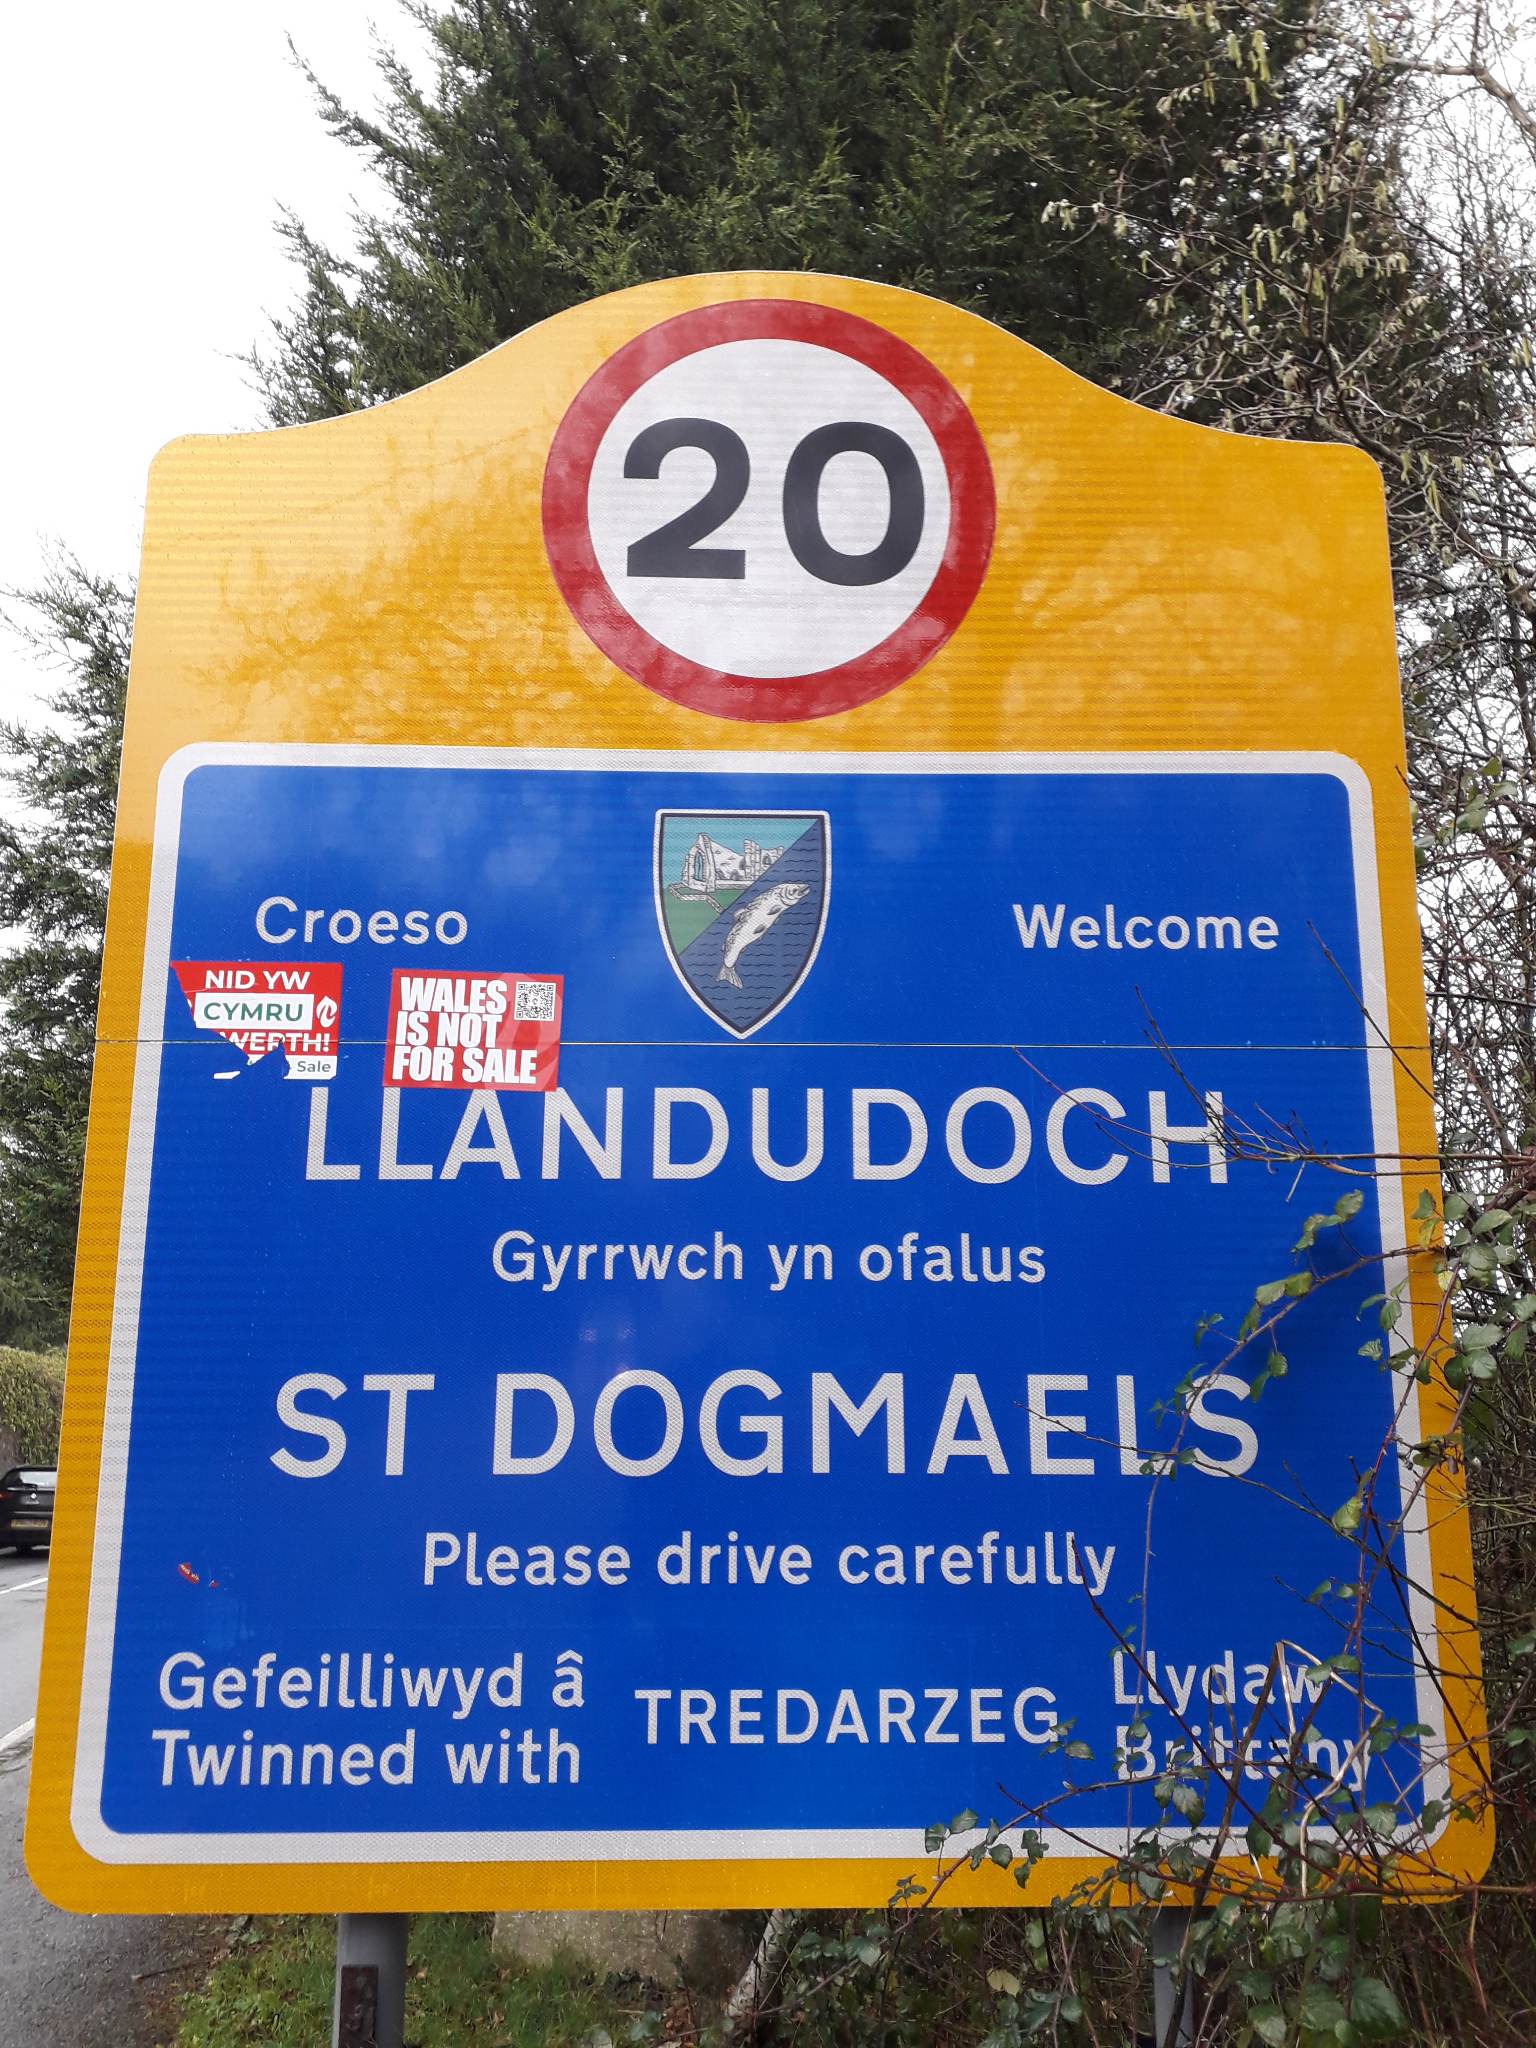 20
Croeso
Welcome
NID YW
CYMRU
WERTH!
Sale
WALES
IS NOT
FOR SALE
LLANDUDOCH
Gyrrwch yn ofalus
ST DOGMAELS
Please drive carefully
Gefeilliwyd â
Twinned with
TREDARZEG
Llydaw
Brittany